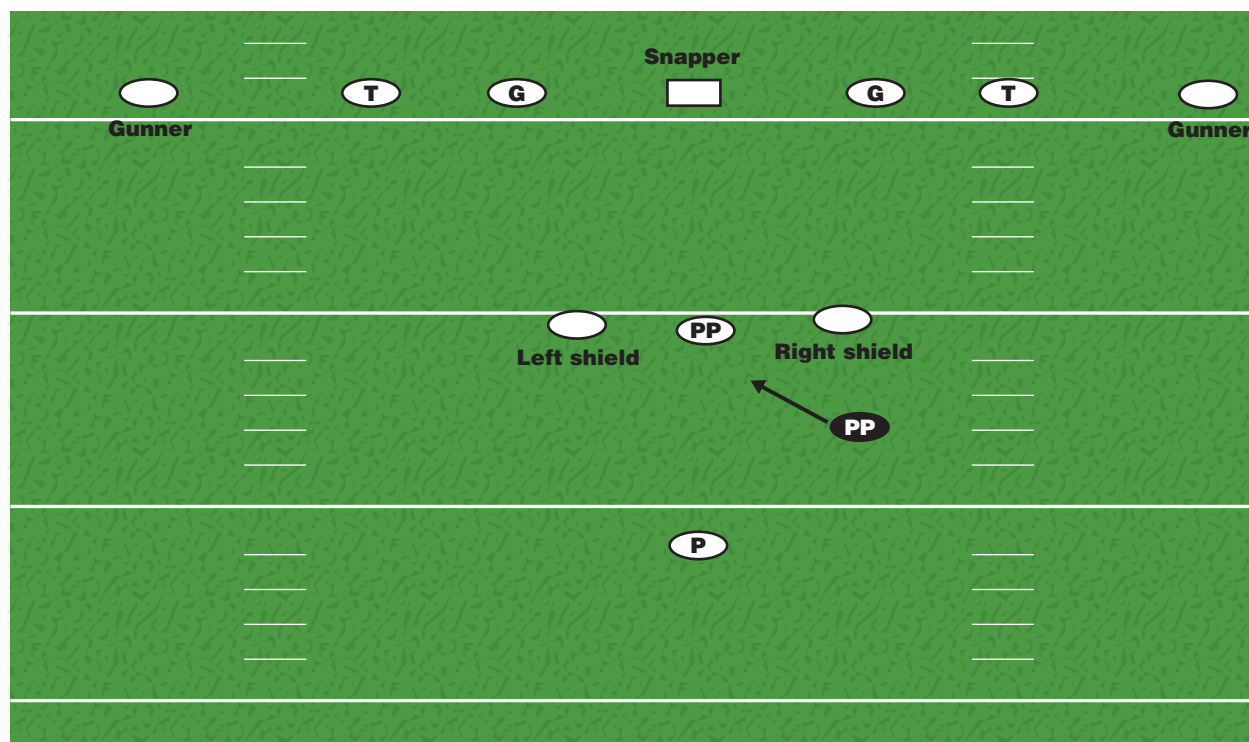 Snapper
T
G
G
T
Gunner
Gunner
PP
Left shield
Right shield
PP
P